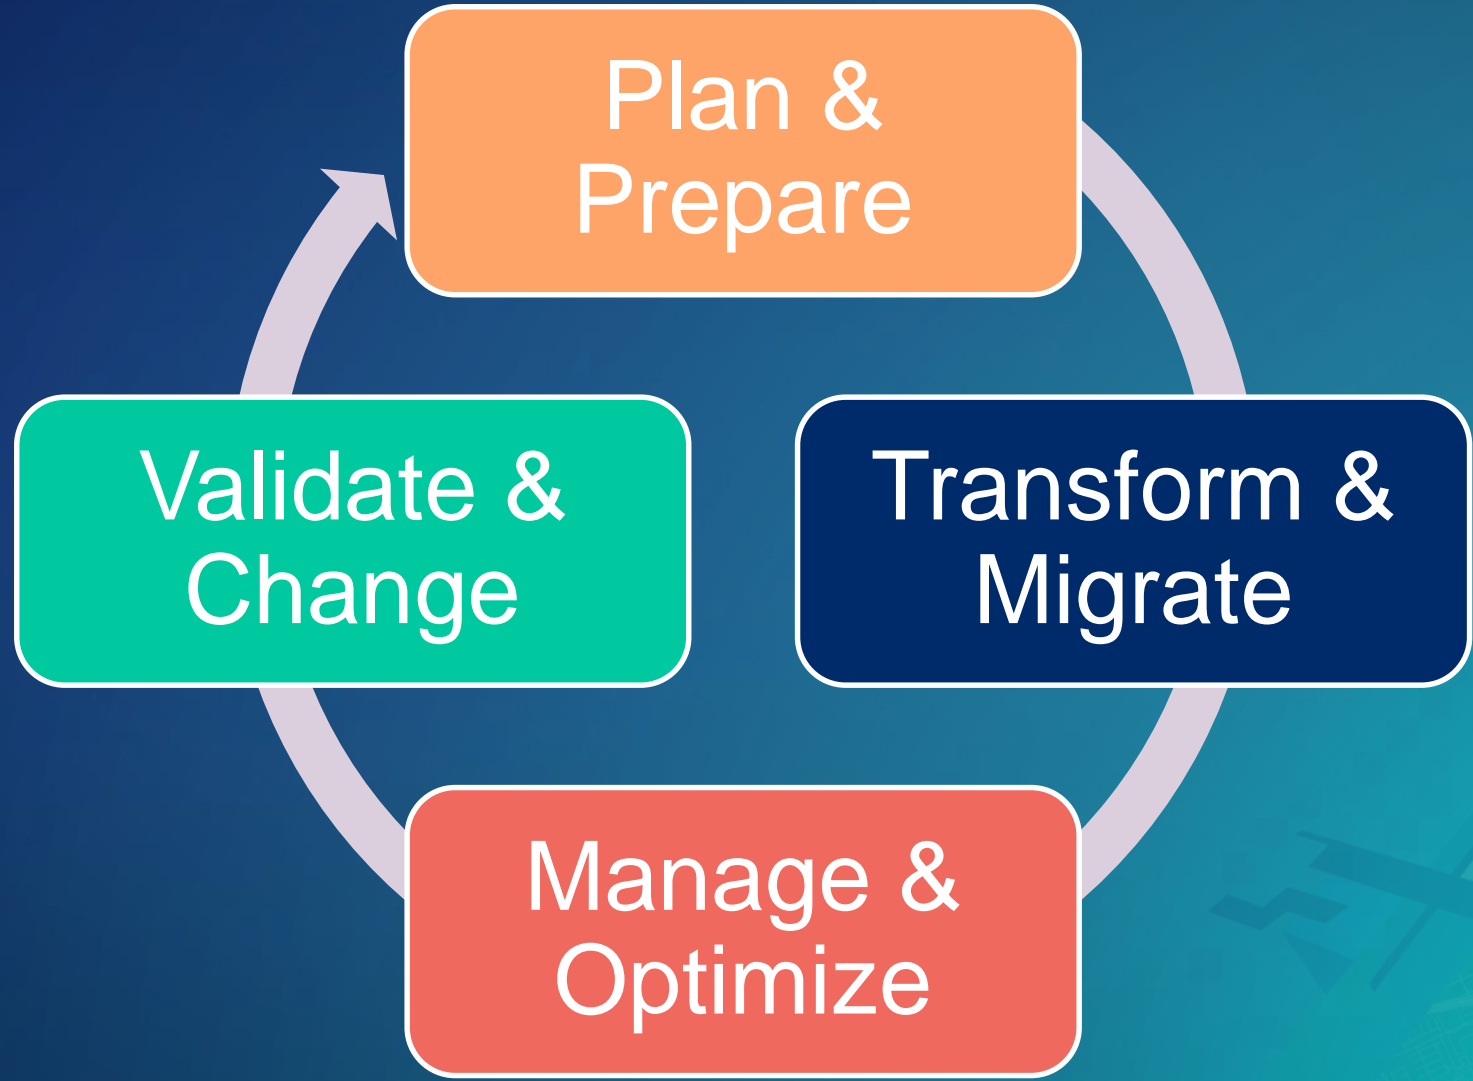 Plan &
Prepare
Transform &
Migrate
Manage &
Optimize
Validate &
Change